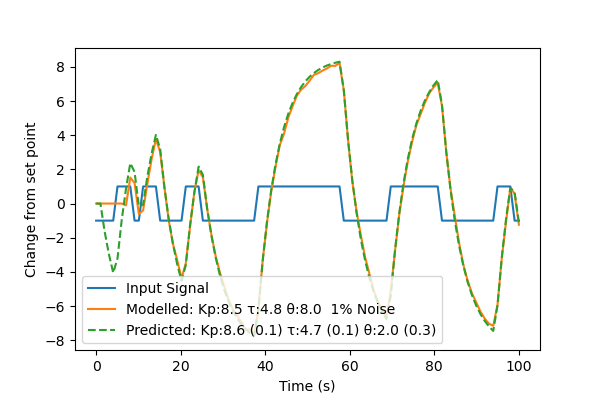 8
6
4
2
0
−2
−4
−6
−8
Change from set point
Input Signal
Modelled: Kp:8.5 τ:4.8 θ:8.0  1% Noise
Predicted: Kp:8.6 (0.1) τ:4.7 (0.1) θ:2.0 (0.3)
0 20 40 60 80 100
Time (s)